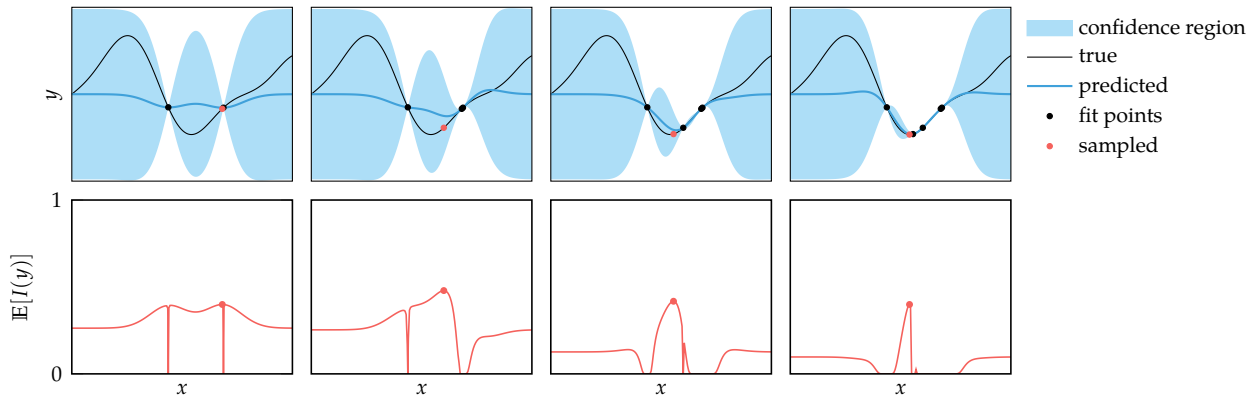 y
confidence region
true
predicted
fit points
sampled
1
𝔼[I(y)]
0
x
x
x
x